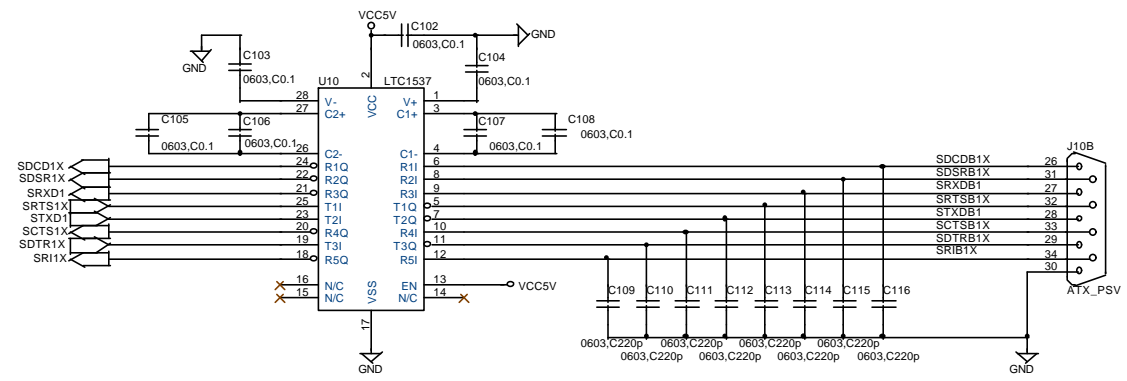 VCC5V
C102
0603,C0.1
GND
GND
C103
0603,C0.1
C104
0603,C0.1
U10
LTC1537
2
VCC
28
V-
V+
1
27
C2+
C1+
3
C105
C106
0603,C0.1
0603,C0.1
C107
C108
0603,C0.1
0603,C0.1
26
C2-
C1-
4
J10B
SDCD1X
24
R1Q
R1I
6
SDCDB1X
26
SDSR1X
22
R2Q
R2I
8
SDSRB1X
31
SRXD1
21
R3Q
R3I
9
SRXDB1
27
SRTS1X
25
T1I
T1Q
5
SRTSB1X
32
STXD1
23
T2I
T2Q
7
STXDB1
28
SCTS1X
20
R4Q
R4I
10
SCTSB1X
33
SDTR1X
19
T3I
T3Q
11
SDTRB1X
29
SRI1X
18
R5Q
R5I
12
SRIB1X
34
30
ATX_PSV
16
N/C
EN
13
VCC5V
15
N/C
N/C
14
VSS
17
GND
C109
C110
C111
C112
C113
C114
C115
C116
0603,C220p
0603,C220p
0603,C220p
0603,C220p
0603,C220p
0603,C220p
0603,C220p
0603,C220p
GND